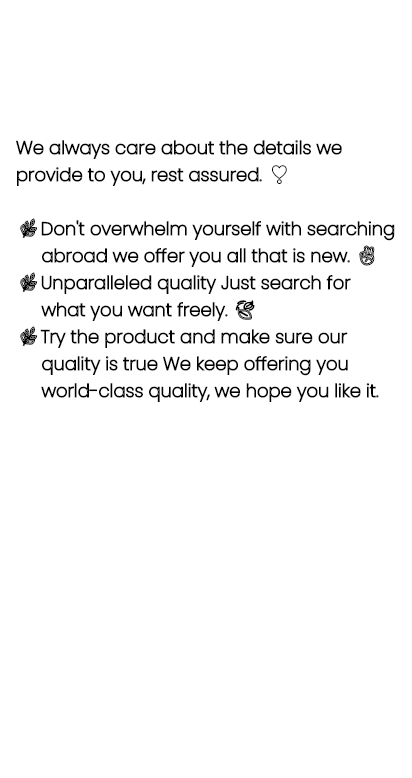 We always care about the details we
provide to you, rest assured. ♡
Don't overwhelm yourself with searching
abroad we offer you all that is new. ✌
Unparalleled quality Just search for
what you want freely.
Try the product and make sure our
quality is true We keep offering you
world-class quality, we hope you like it.